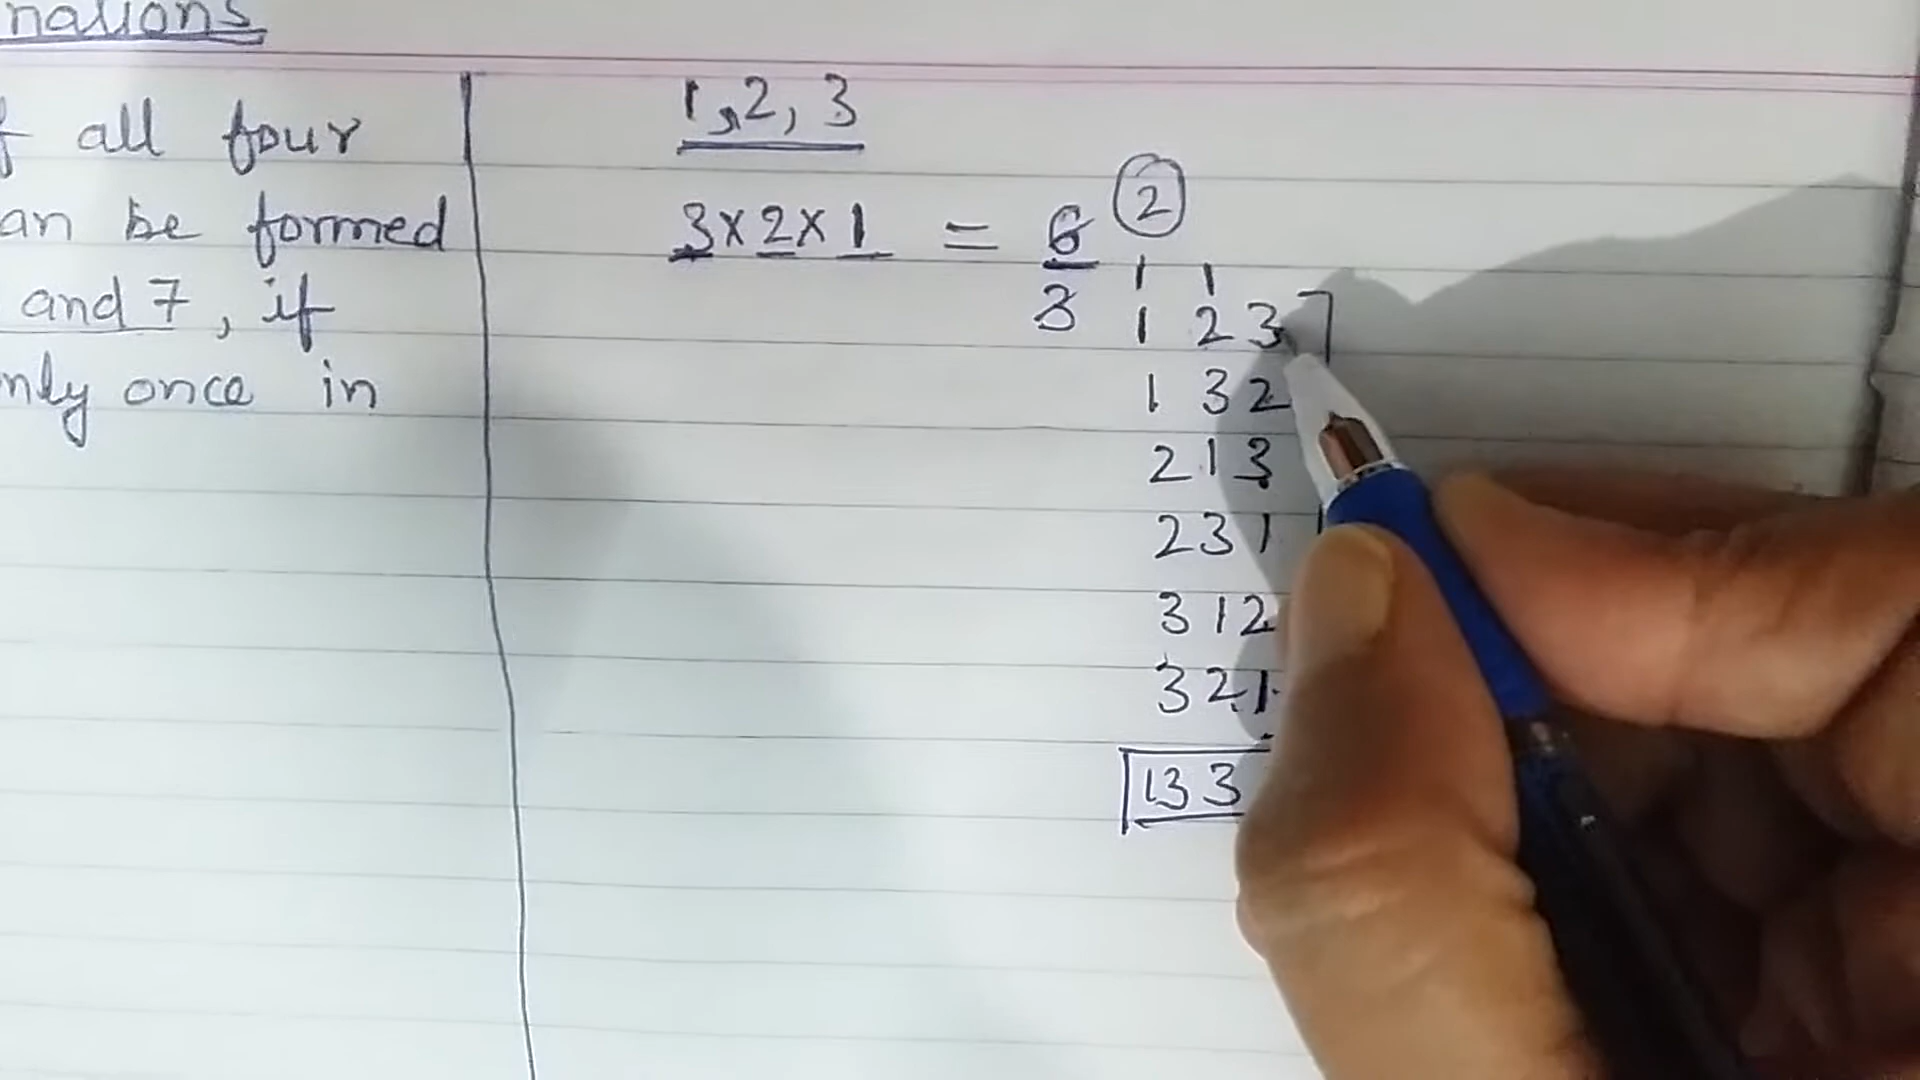 nations
all four
an be formed
and 7, if
nly once in
1, 2, 3
3 x 2 x 1 = 6
2
1 1
3
1 2 3
1 3 2
2 1 3
2 3 1
3 1 2
3 2 1
133